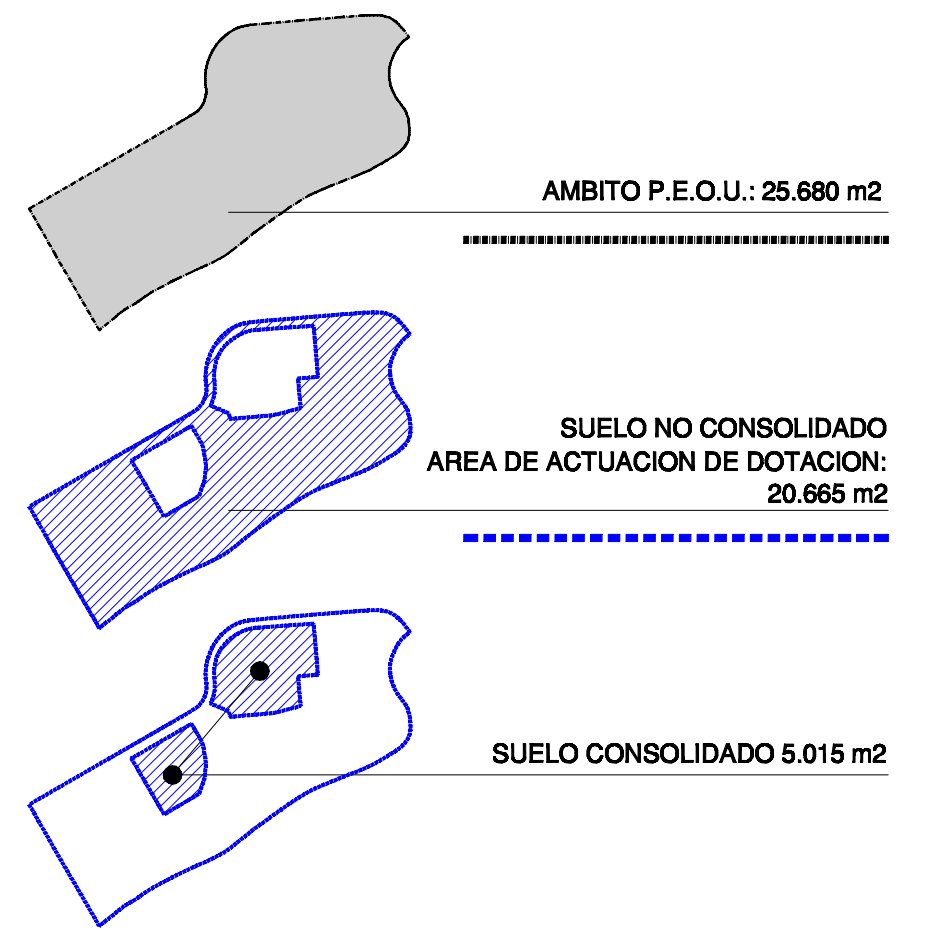 AMBITO P.E.O.U.: 25.680 m2
SUELO NO CONSOLIDADO
AREA DE ACTUACION DE DOTACION:
20.665 m2
SUELO CONSOLIDADO 5.015 m2